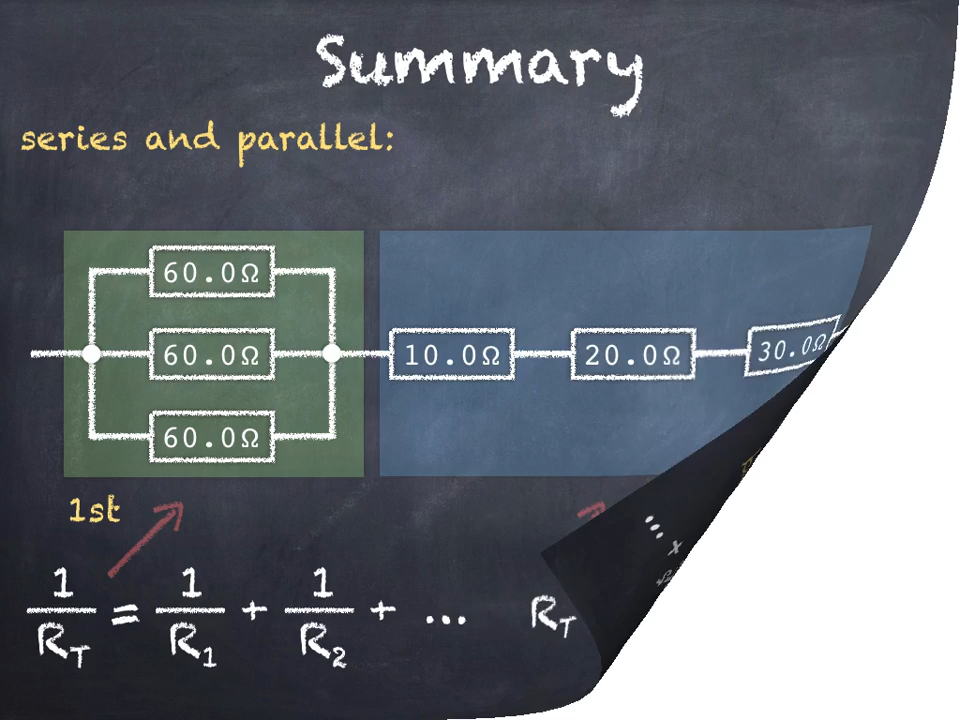 Summary
series and parallel:
60.0Ω
60.0Ω 10.0Ω 20.0Ω 30.0Ω
60.0Ω
1st
1/R_T = 1/R_1 + 1/R_2 + ... R_T